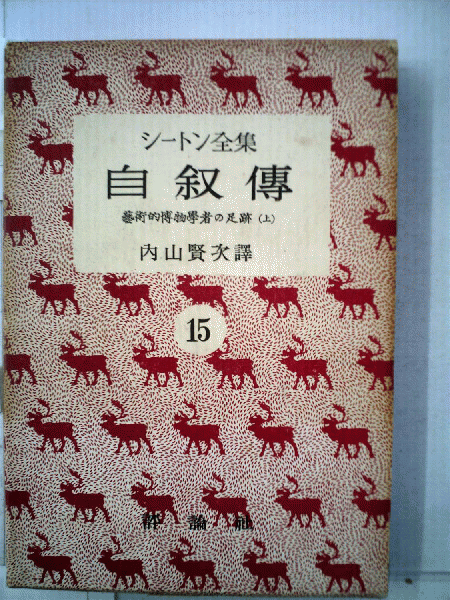 シートン全集
自叙傳
藝術的博物學者の足跡（上）
内山賢次譯
15
評論社